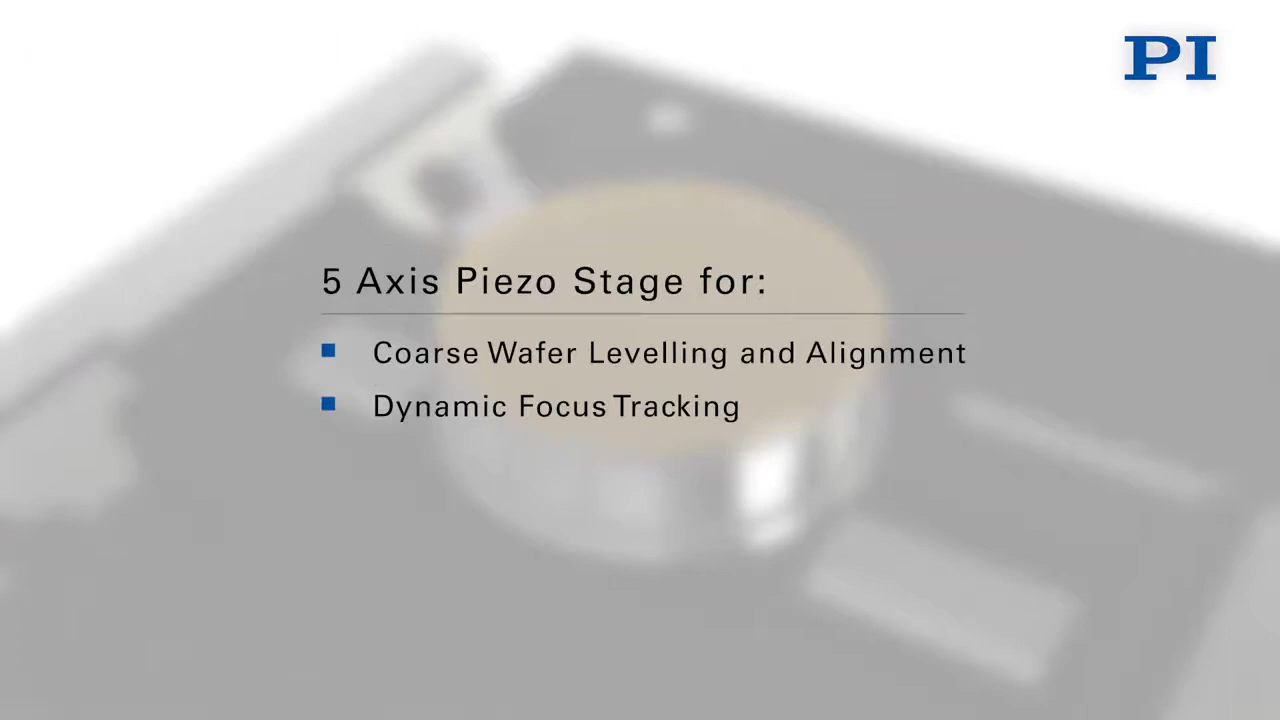 PI
5 Axis Piezo Stage for:
Coarse Wafer Levelling and Alignment
Dynamic Focus Tracking